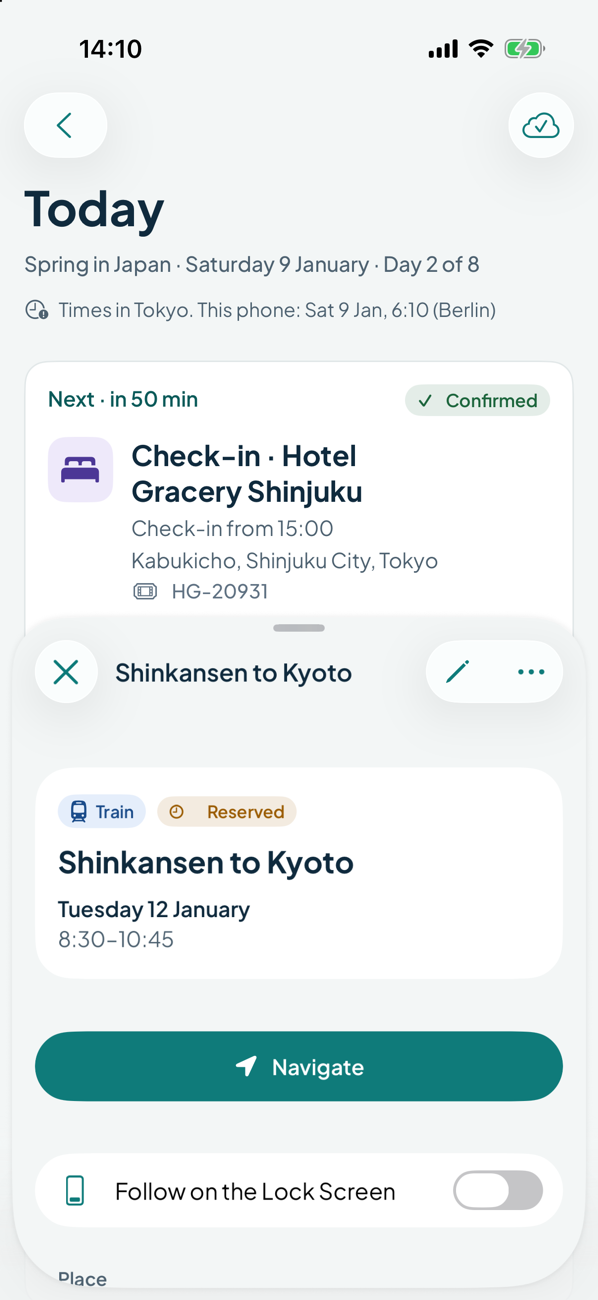 14:10
Today
Spring in Japan · Saturday 9 January · Day 2 of 8
Times in Tokyo. This phone: Sat 9 Jan, 6:10 (Berlin)
Next · in 50 min
Confirmed
Check-in · Hotel
Gracery Shinjuku
Check-in from 15:00
Kabukicho, Shinjuku City, Tokyo
HG-20931
Shinkansen to Kyoto
Train
Reserved
Shinkansen to Kyoto
Tuesday 12 January
8:30–10:45
Navigate
Follow on the Lock Screen
Place